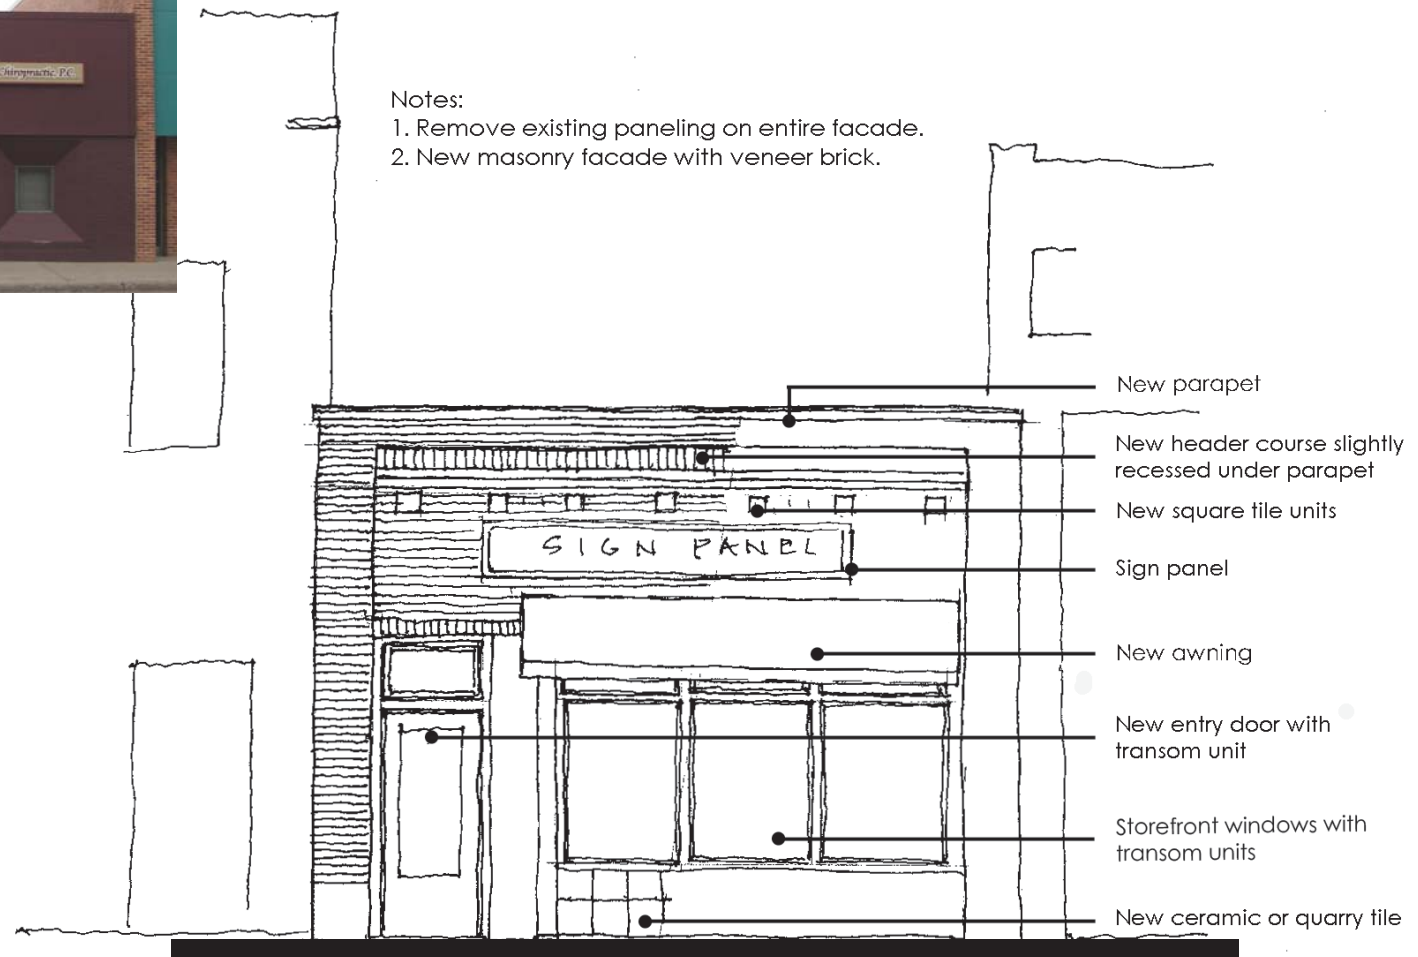 Chiropractic, P.C.
Notes:
1. Remove existing paneling on entire facade.
2. New masonry facade with veneer brick.
New parapet
New header course slightly
recessed under parapet
New square tile units
SIGN PANEL
Sign panel
New awning
New entry door with
transom unit
Storefront windows with
transom units
New ceramic or quarry tile